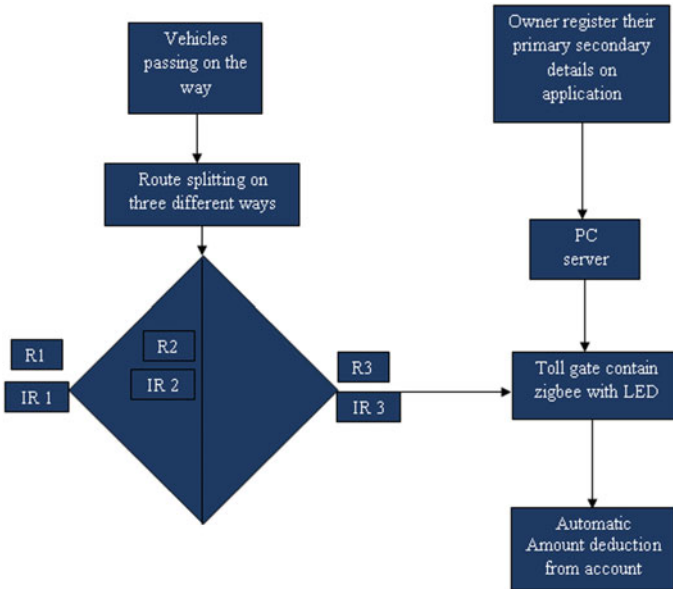 Vehicles
passing on the
way
Route splitting on
three different ways
R1
IR 1
R2
IR 2
R3
IR 3
Owner register their
primary secondary
details on
application
PC
server
Toll gate contain
zigbee with LED
Automatic
Amount deduction
from account